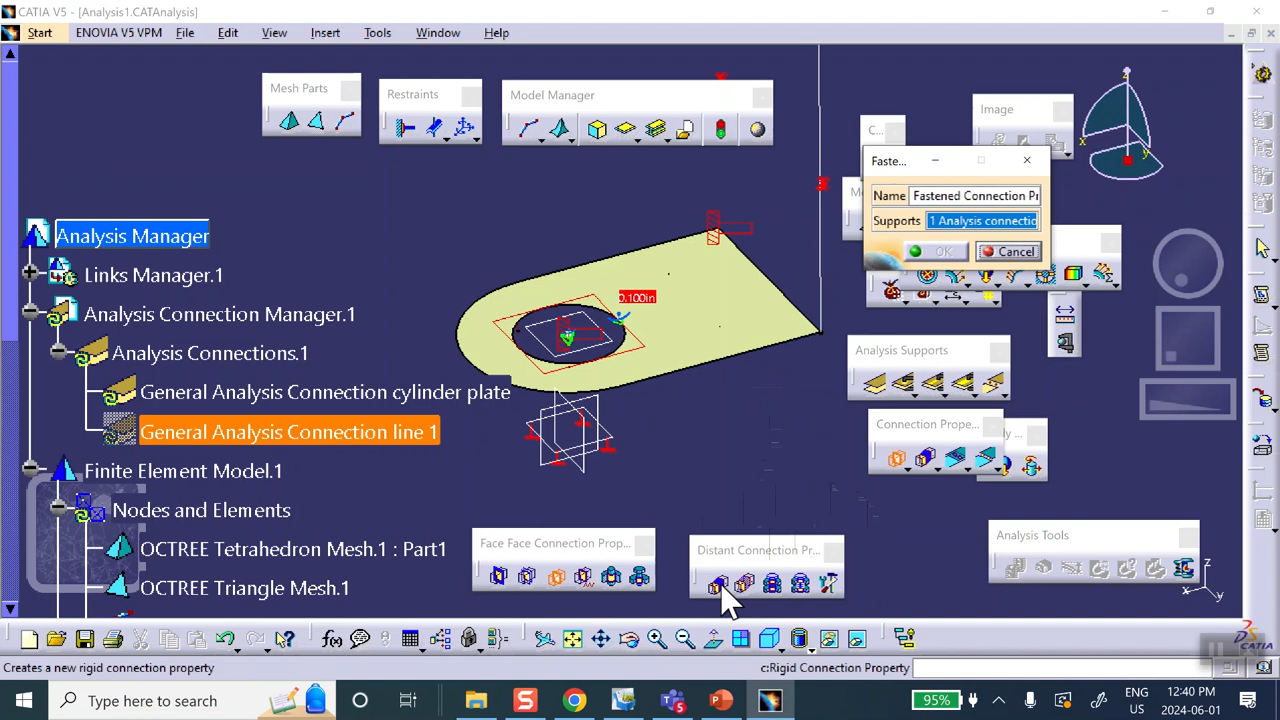 CATIA V5 - [Analysis1.CATAnalysis]
Start ENOVIA V5 VPM File Edit View Insert Tools Window Help
Mesh Parts
Restraints
Model Manager
Image
C...
Faste...
Name Fastened Connection Pr
Supports 1 Analysis connectio
OK Cancel
z
x
y
0.100in
Analysis Manager
Links Manager.1
Analysis Connection Manager.1
Analysis Connections.1
General Analysis Connection cylinder plate
General Analysis Connection line 1
Finite Element Model.1
Nodes and Elements
OCTREE Tetrahedron Mesh.1 : Part1
OCTREE Triangle Mesh.1
Analysis Supports
Connection Prope...
Face Face Connection Prop...
Distant Connection Pr...
Analysis Tools
z
x
y
f(x)
Creates a new rigid connection property
c:Rigid Connection Property
Type here to search
95%
ENG
US
12:40 PM
2024-06-01